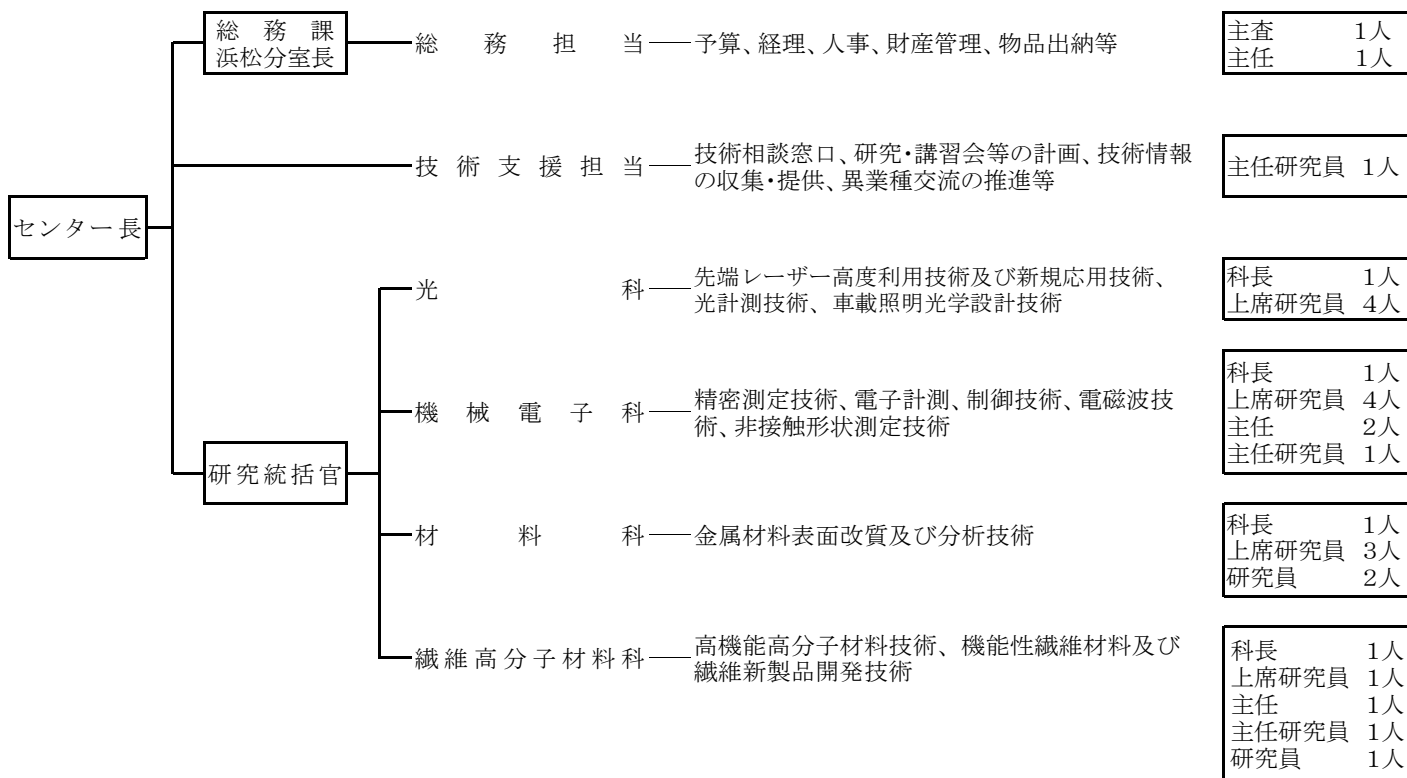 総務課
浜松分室長
総務担当
予算、経理、人事、財産管理、物品出納等
主査 1人
主任 1人
技術支援担当
技術相談窓口、研究・講習会等の計画、技術情報
の収集・提供、異業種交流の推進等
主任研究員 1人
センター長
光科
先端レーザー高度利用技術及び新規応用技術、
光計測技術、車載照明光学設計技術
科長 1人
上席研究員 4人
機械電子科
精密測定技術、電子計測、制御技術、電磁波技
術、非接触形状測定技術
科長 1人
上席研究員 4人
主任 2人
主任研究員 1人
研究統括官
材料科
金属材料表面改質及び分析技術
科長 1人
上席研究員 3人
研究員 2人
繊維高分子材料科
高機能高分子材料技術、機能性繊維材料及び
繊維新製品開発技術
科長 1人
上席研究員 1人
主任 1人
主任研究員 1人
研究員 1人